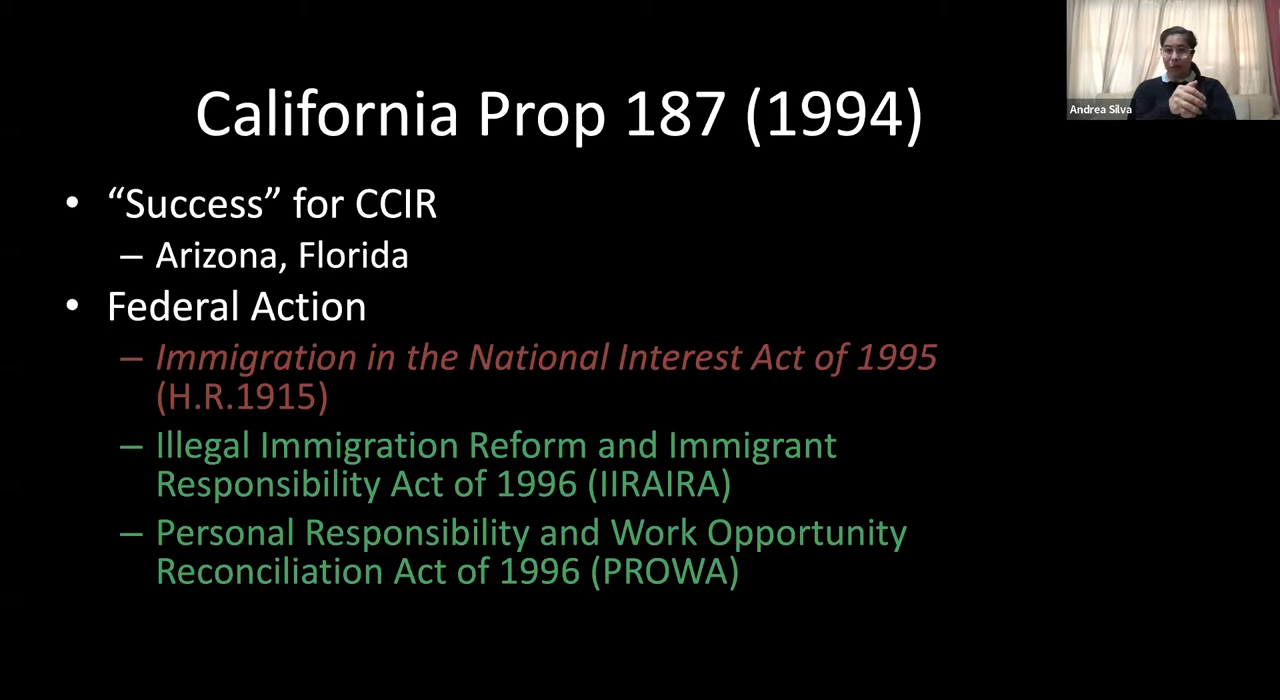 California Prop 187 (1994)
Andrea Silva
• “Success” for CCIR
– Arizona, Florida
• Federal Action
– Immigration in the National Interest Act of 1995
(H.R.1915)
– Illegal Immigration Reform and Immigrant
Responsibility Act of 1996 (IIRAIRA)
– Personal Responsibility and Work Opportunity
Reconciliation Act of 1996 (PROWA)